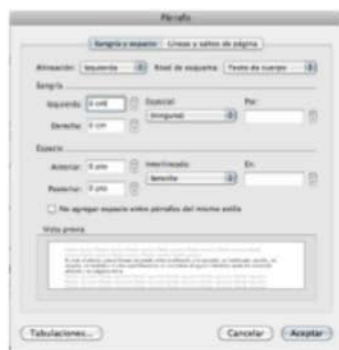 Párrafo
Sangría y espacio Líneas y saltos de página
Alineación: Izquierda Nivel de esquema: Texto de cuerpo
Sangría
Izquierda: 0 cm Especial: Por:
Derecha: 0 cm (ninguna)
Espacio
Anterior: 0 pto Interlineado: En:
Posterior: 0 pto Sencillo
No agregar espacio entre párrafos del mismo estilo
Vista previa
Tabulaciones... Cancelar Aceptar